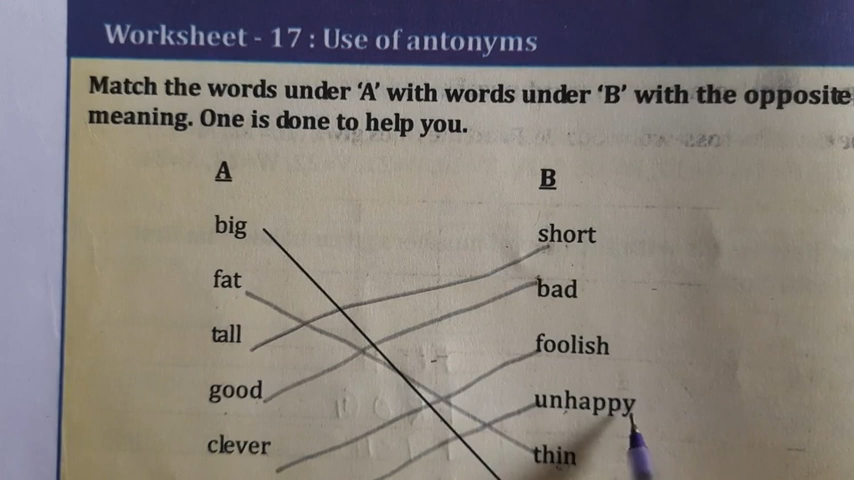 Worksheet - 17 : Use of antonyms
Match the words under ‘A’ with words under ‘B’ with the opposite
meaning. One is done to help you.
A B
big short
fat bad
tall foolish
good unhappy
clever thin